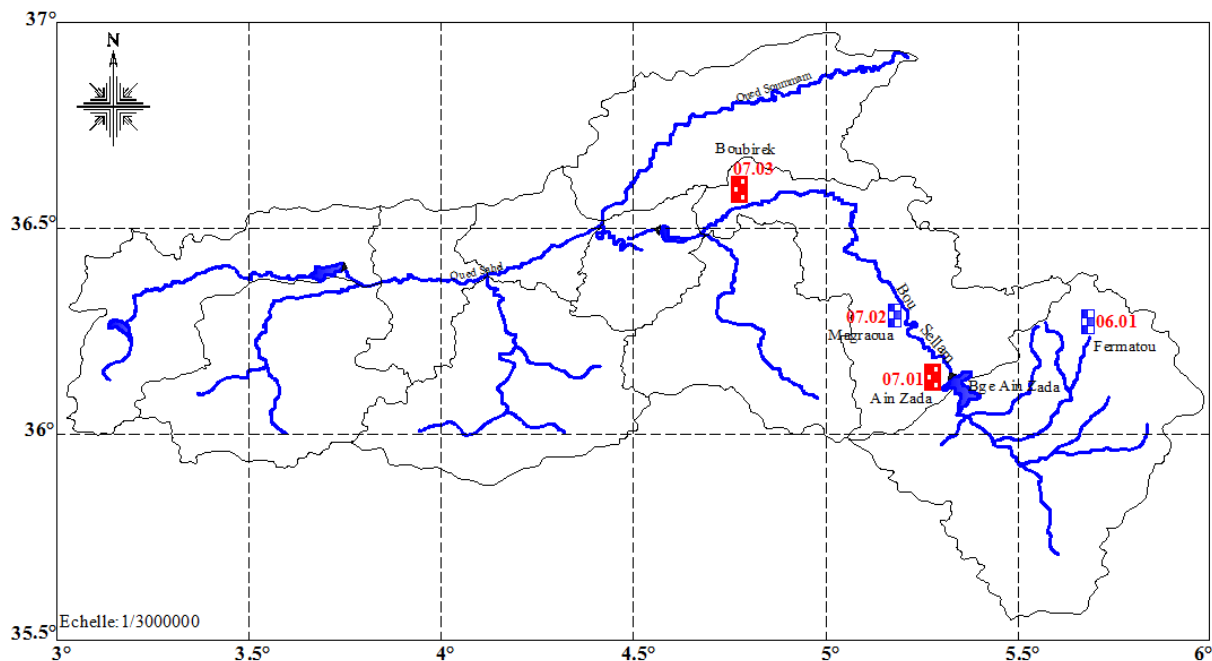 37°
N
Oued Soummam
Boubirek
07.03
36.5°
Oued Sahel
Bou Sellam
07.02
Magraoua
06.01
Fermatou
07.01
Ain Zada
Bge Ain Zada
36°
Echelle:1/3000000
35.5°
3°
3.5°
4°
4.5°
5°
5.5°
6°